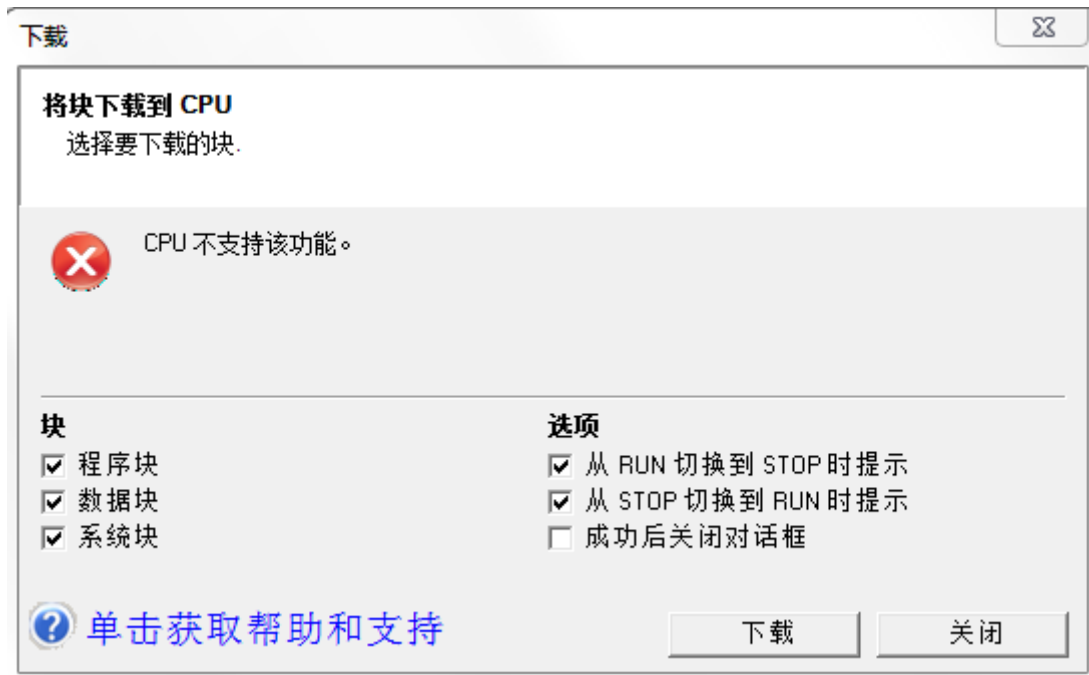 下载
将块下载到 CPU
选择要下载的块.
CPU 不支持该功能。
块
选项
程序块
从 RUN 切换到 STOP 时提示
数据块
从 STOP 切换到 RUN 时提示
系统块
成功后关闭对话框
单击获取帮助和支持
下载
关闭